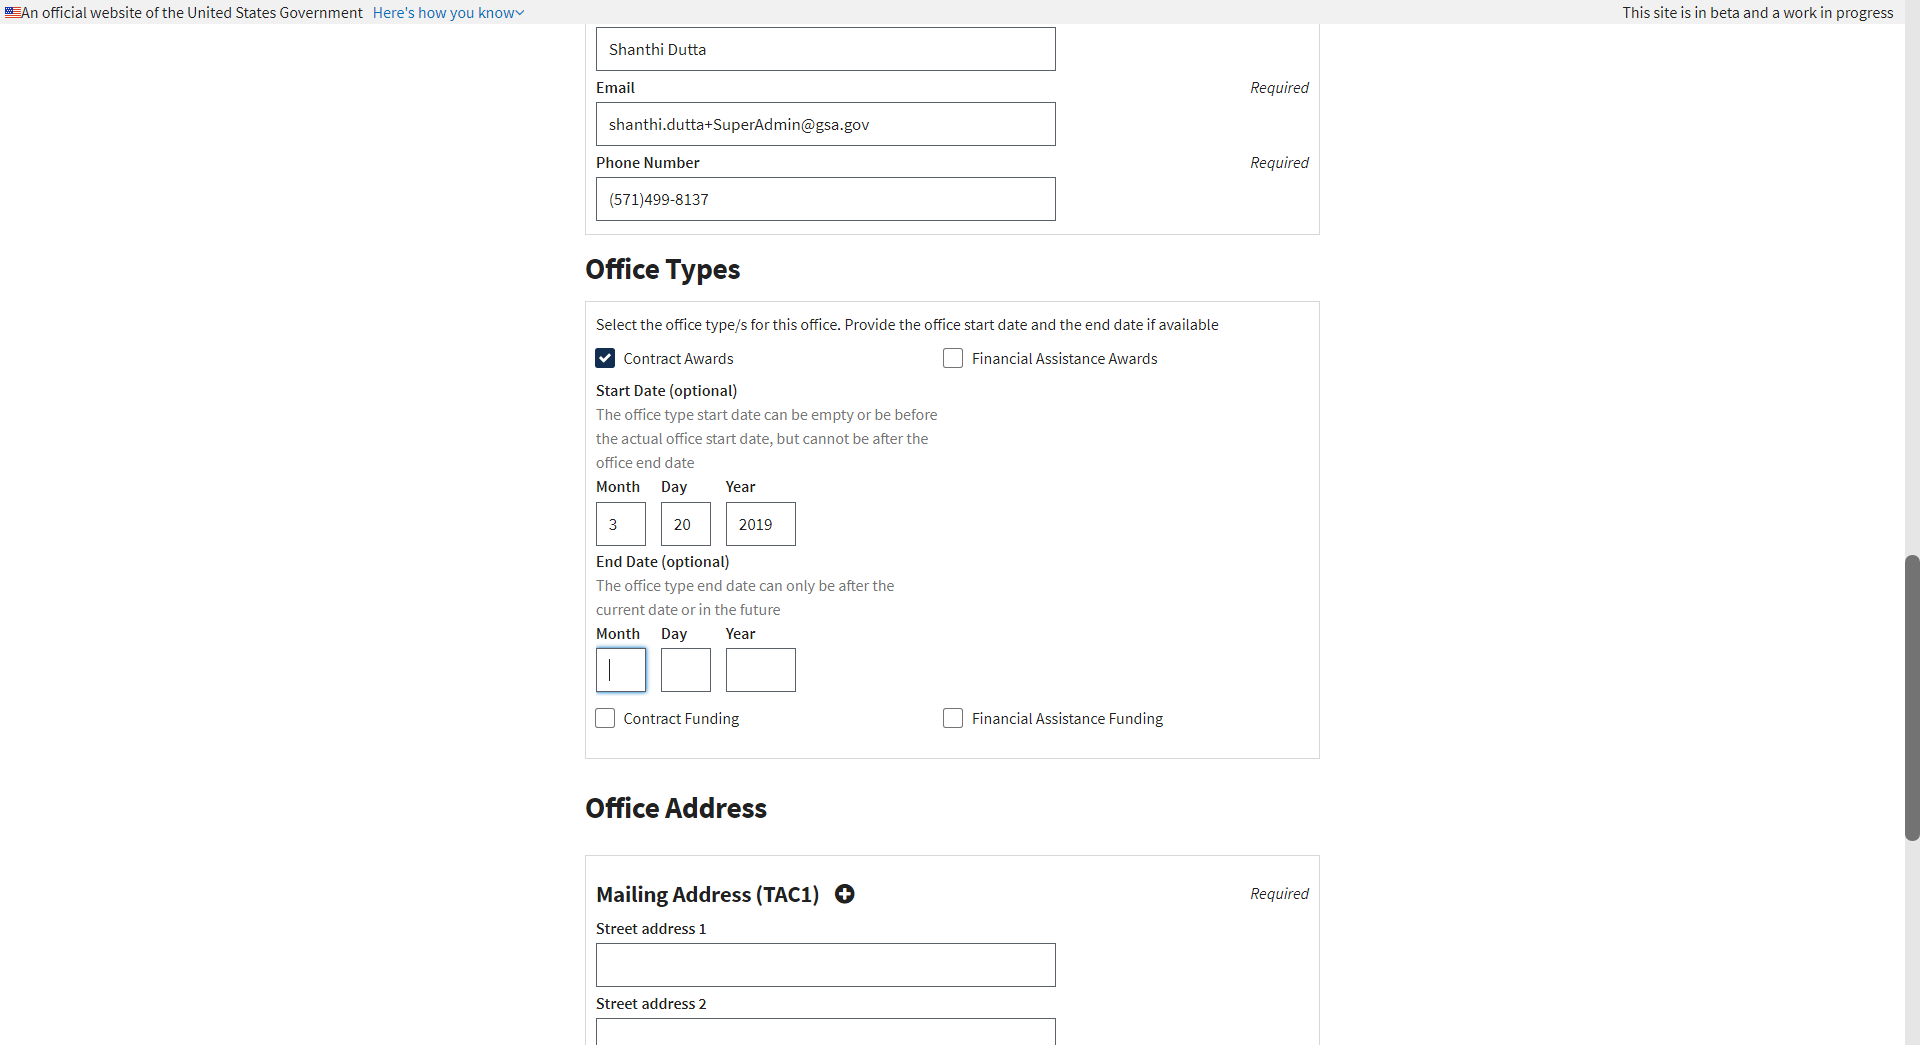 An official website of the United States Government Here's how you know This site is in beta and a work in progress
Shanthi Dutta
Email Required
shanthi.dutta+SuperAdmin@gsa.gov
Phone Number Required
(571)499-8137
Office Types
Select the office type/s for this office. Provide the office start date and the end date if available
Contract Awards Financial Assistance Awards
Start Date (optional)
The office type start date can be empty or be before
the actual office start date, but cannot be after the
office end date
Month Day Year
3 20 2019
End Date (optional)
The office type end date can only be after the
current date or in the future
Month Day Year
Contract Funding Financial Assistance Funding
Office Address
Mailing Address (TAC1) Required
Street address 1
Street address 2